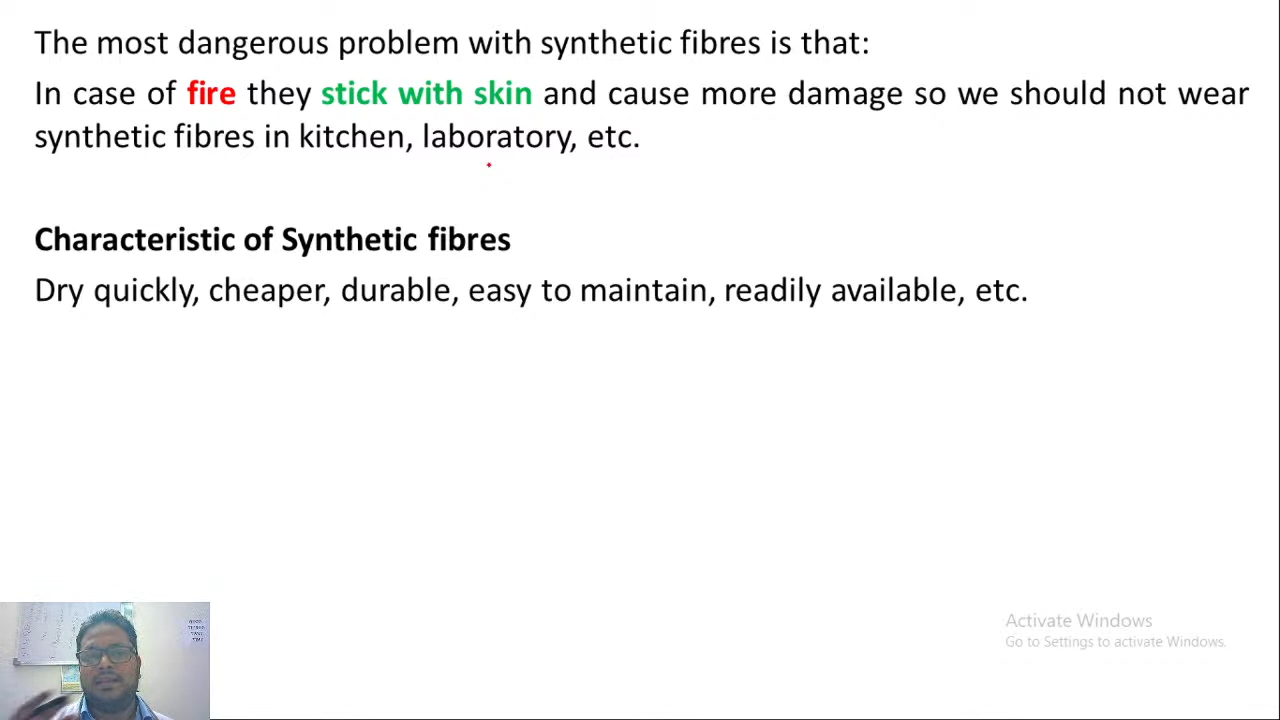 The most dangerous problem with synthetic fibres is that:
In case of fire they stick with skin and cause more damage so we should not wear
synthetic fibres in kitchen, laboratory, etc.
Characteristic of Synthetic fibres
Dry quickly, cheaper, durable, easy to maintain, readily available, etc.
Activate Windows
Go to Settings to activate Windows.